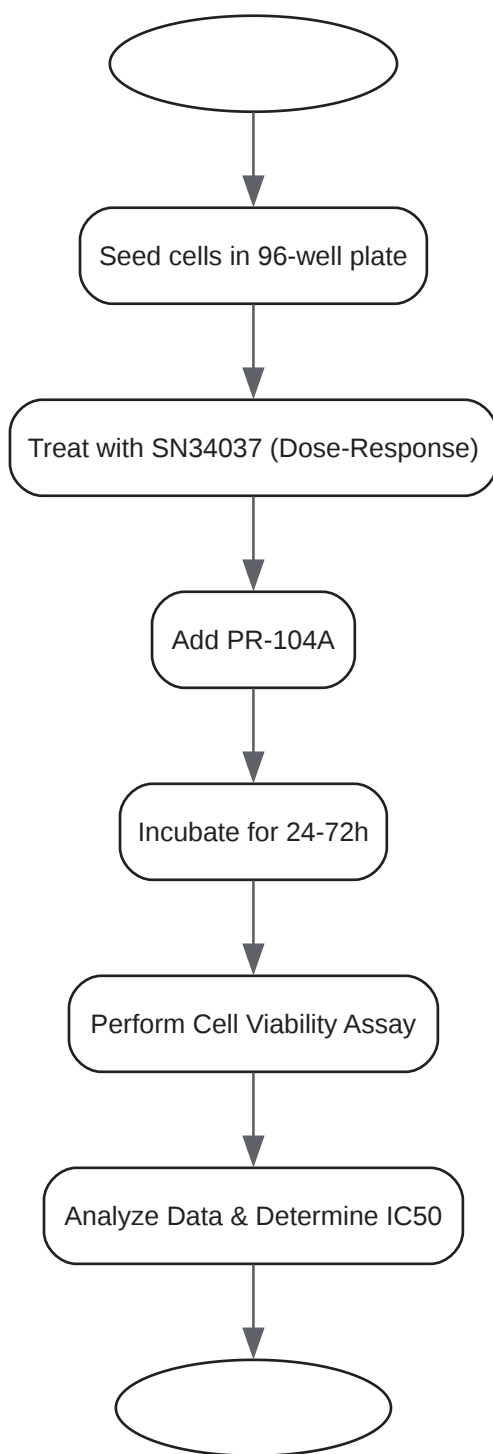 Seed cells in 96-well plate
Treat with SN34037 (Dose-Response)
Add PR-104A
Incubate for 24-72h
Perform Cell Viability Assay
Analyze Data & Determine IC50